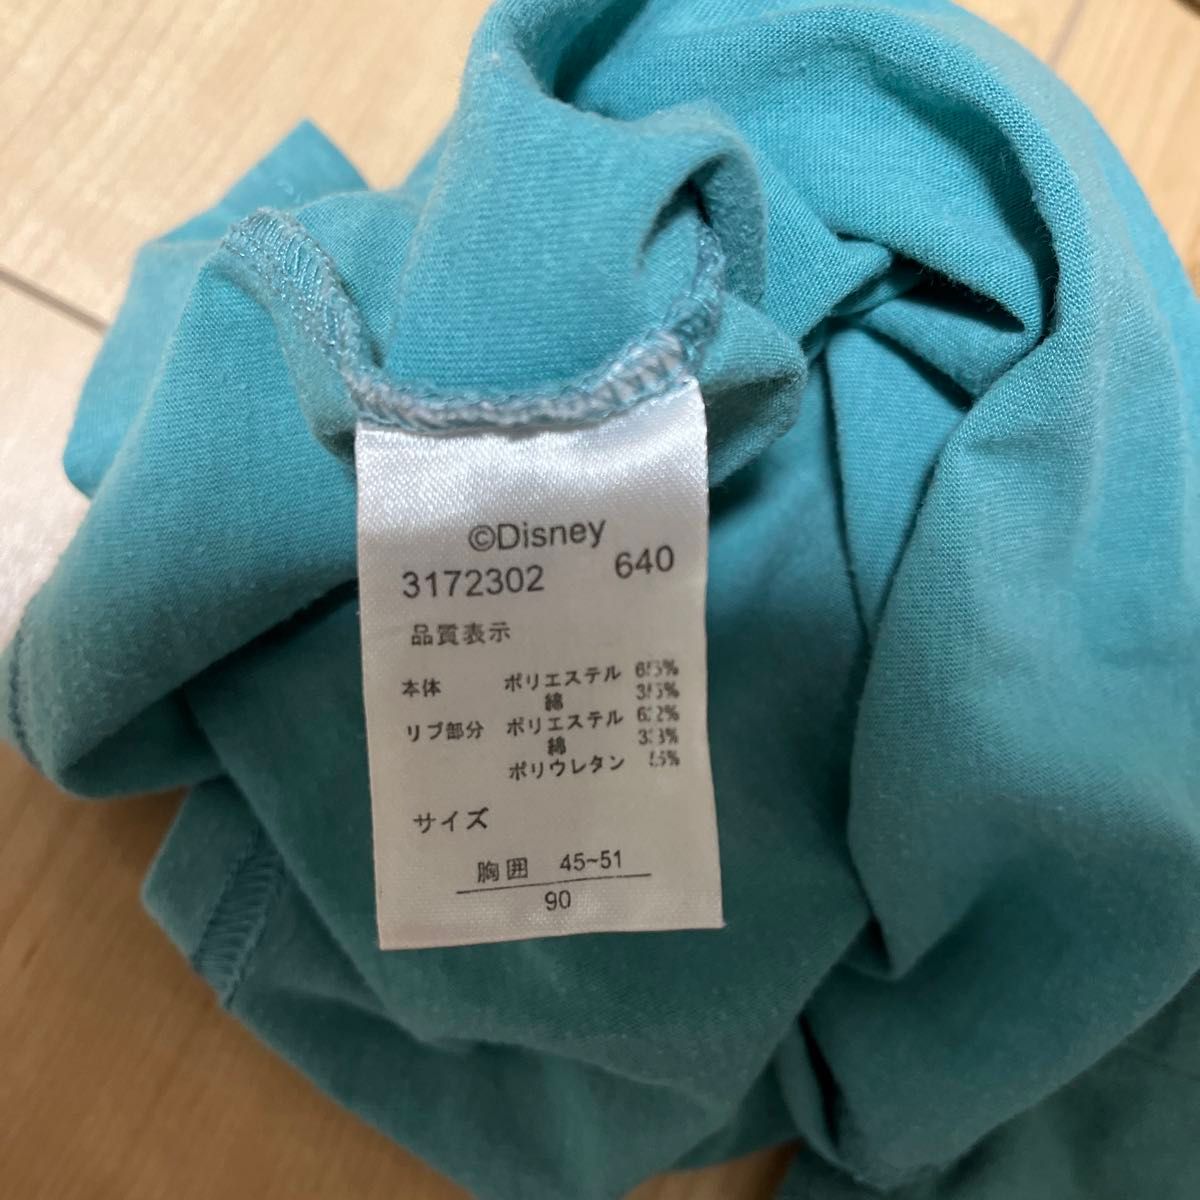 ©Disney
3172302 640
品質表示
本体 ポリエステル 65%
綿 35%
リブ部分 ポリエステル 62%
綿 33%
ポリウレタン 5%
サイズ
胸囲 45~51
90